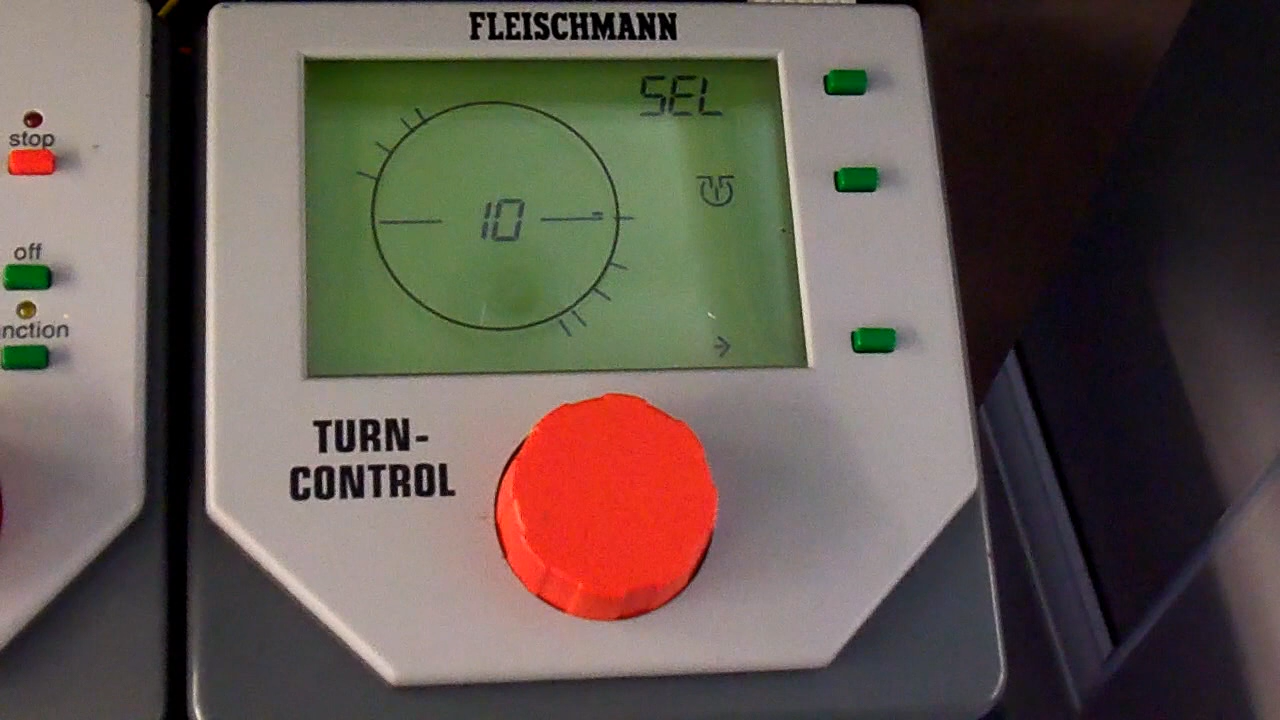 FLEISCHMANN
SEL
10
TURN-
CONTROL
stop
off
nction